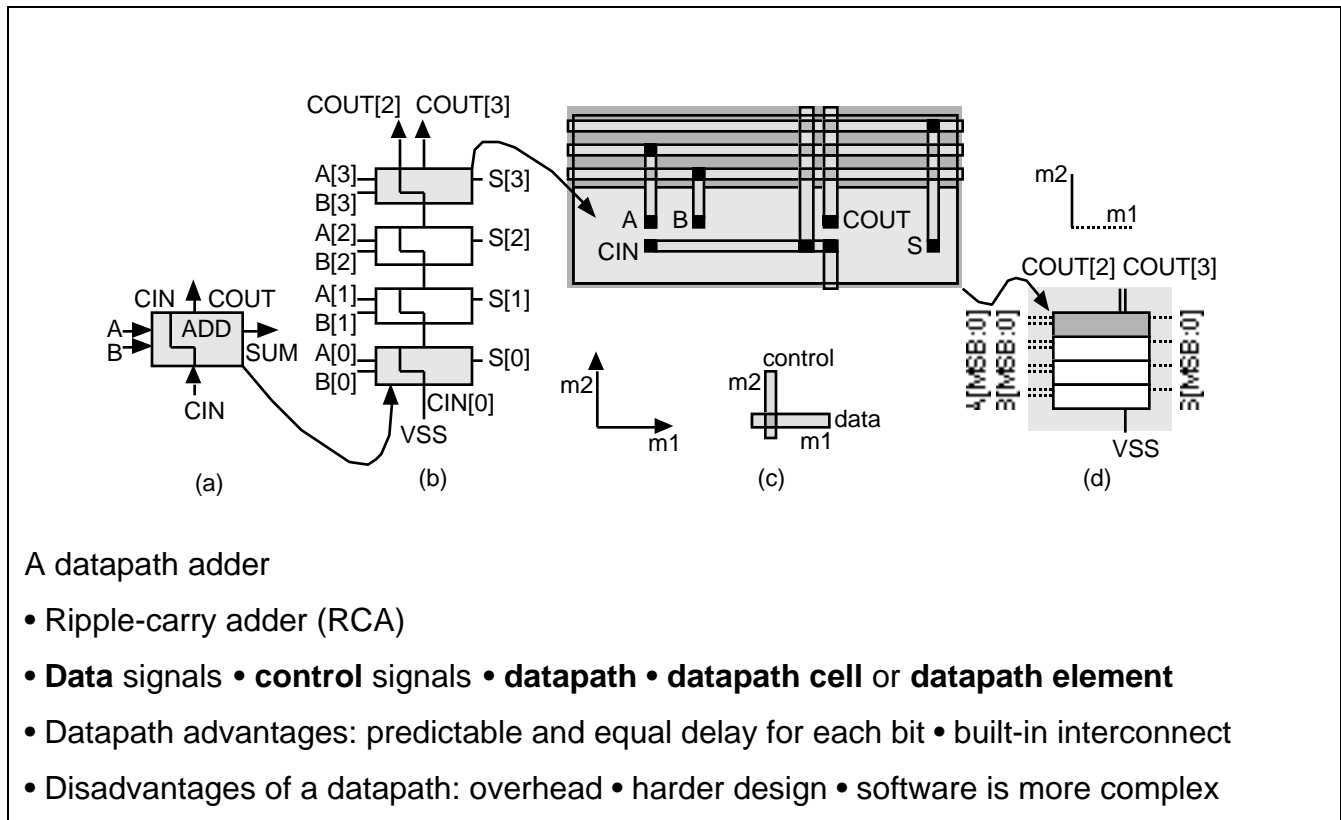 COUT[2] COUT[3]
A[3]
B[3]
S[3]
A[2]
B[2]
S[2]
A[1]
B[1]
S[1]
A[0]
B[0]
S[0]
CIN[0]
VSS
(b)
CIN COUT
A
B
ADD
SUM
CIN
(a)
A B COUT
CIN S
m2
m1
control
m2
data
m1
(c)
m2
m1
COUT[2] COUT[3]
A[MSB:0]
B[MSB:0]
VSS
(d)
A datapath adder
• Ripple-carry adder (RCA)
• Data signals • control signals • datapath • datapath cell or datapath element
• Datapath advantages: predictable and equal delay for each bit • built-in interconnect
• Disadvantages of a datapath: overhead • harder design • software is more complex